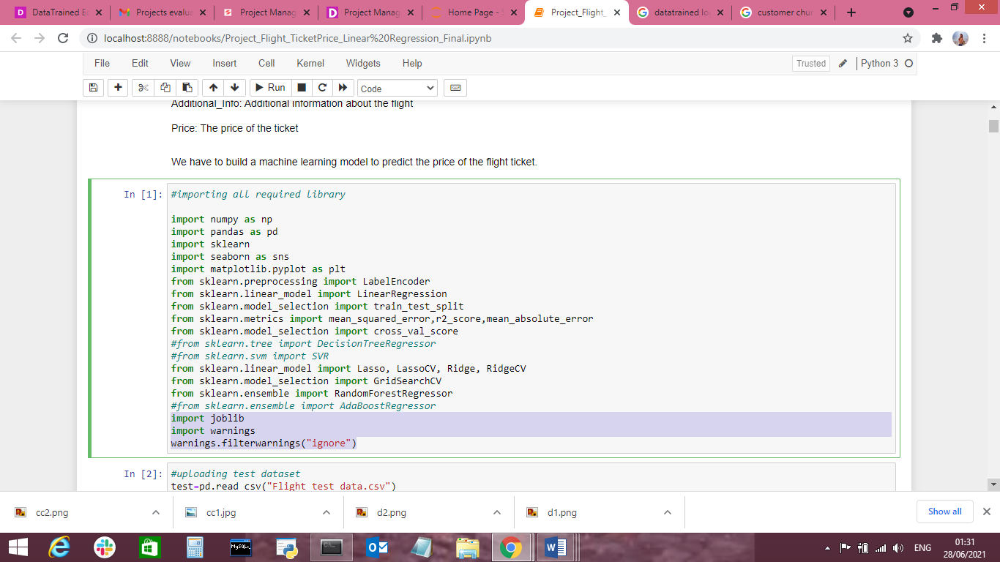 DataTrained Ed
Projects evalua
Project Manag
Project Manag
Home Page - S
Project_Flight_
datatrained lo
customer chur
localhost:8888/notebooks/Project_Flight_TicketPrice_Linear%20Regression_Final.ipynb
File Edit View Insert Cell Kernel Widgets Help
Trusted
Python 3
Run
Code
Additional_Info: Additional information about the flight
Price: The price of the ticket
We have to build a machine learning model to predict the price of the flight ticket.
In [1]:
#importing all required library
import numpy as np
import pandas as pd
import sklearn
import seaborn as sns
import matplotlib.pyplot as plt
from sklearn.preprocessing import LabelEncoder
from sklearn.linear_model import LinearRegression
from sklearn.model_selection import train_test_split
from sklearn.metrics import mean_squared_error,r2_score,mean_absolute_error
from sklearn.model_selection import cross_val_score
#from sklearn.tree import DecisionTreeRegressor
#from sklearn.svm import SVR
from sklearn.linear_model import Lasso, LassoCV, Ridge, RidgeCV
from sklearn.model_selection import GridSearchCV
from sklearn.ensemble import RandomForestRegressor
#from sklearn.ensemble import AdaBoostRegressor
import joblib
import warnings
warnings.filterwarnings("ignore")
In [2]:
#uploading test dataset
test=pd.read_csv("Flight_test_data.csv")
cc2.png
cc1.jpg
d2.png
d1.png
Show all
MySQL
ENG
01:31
28/06/2021